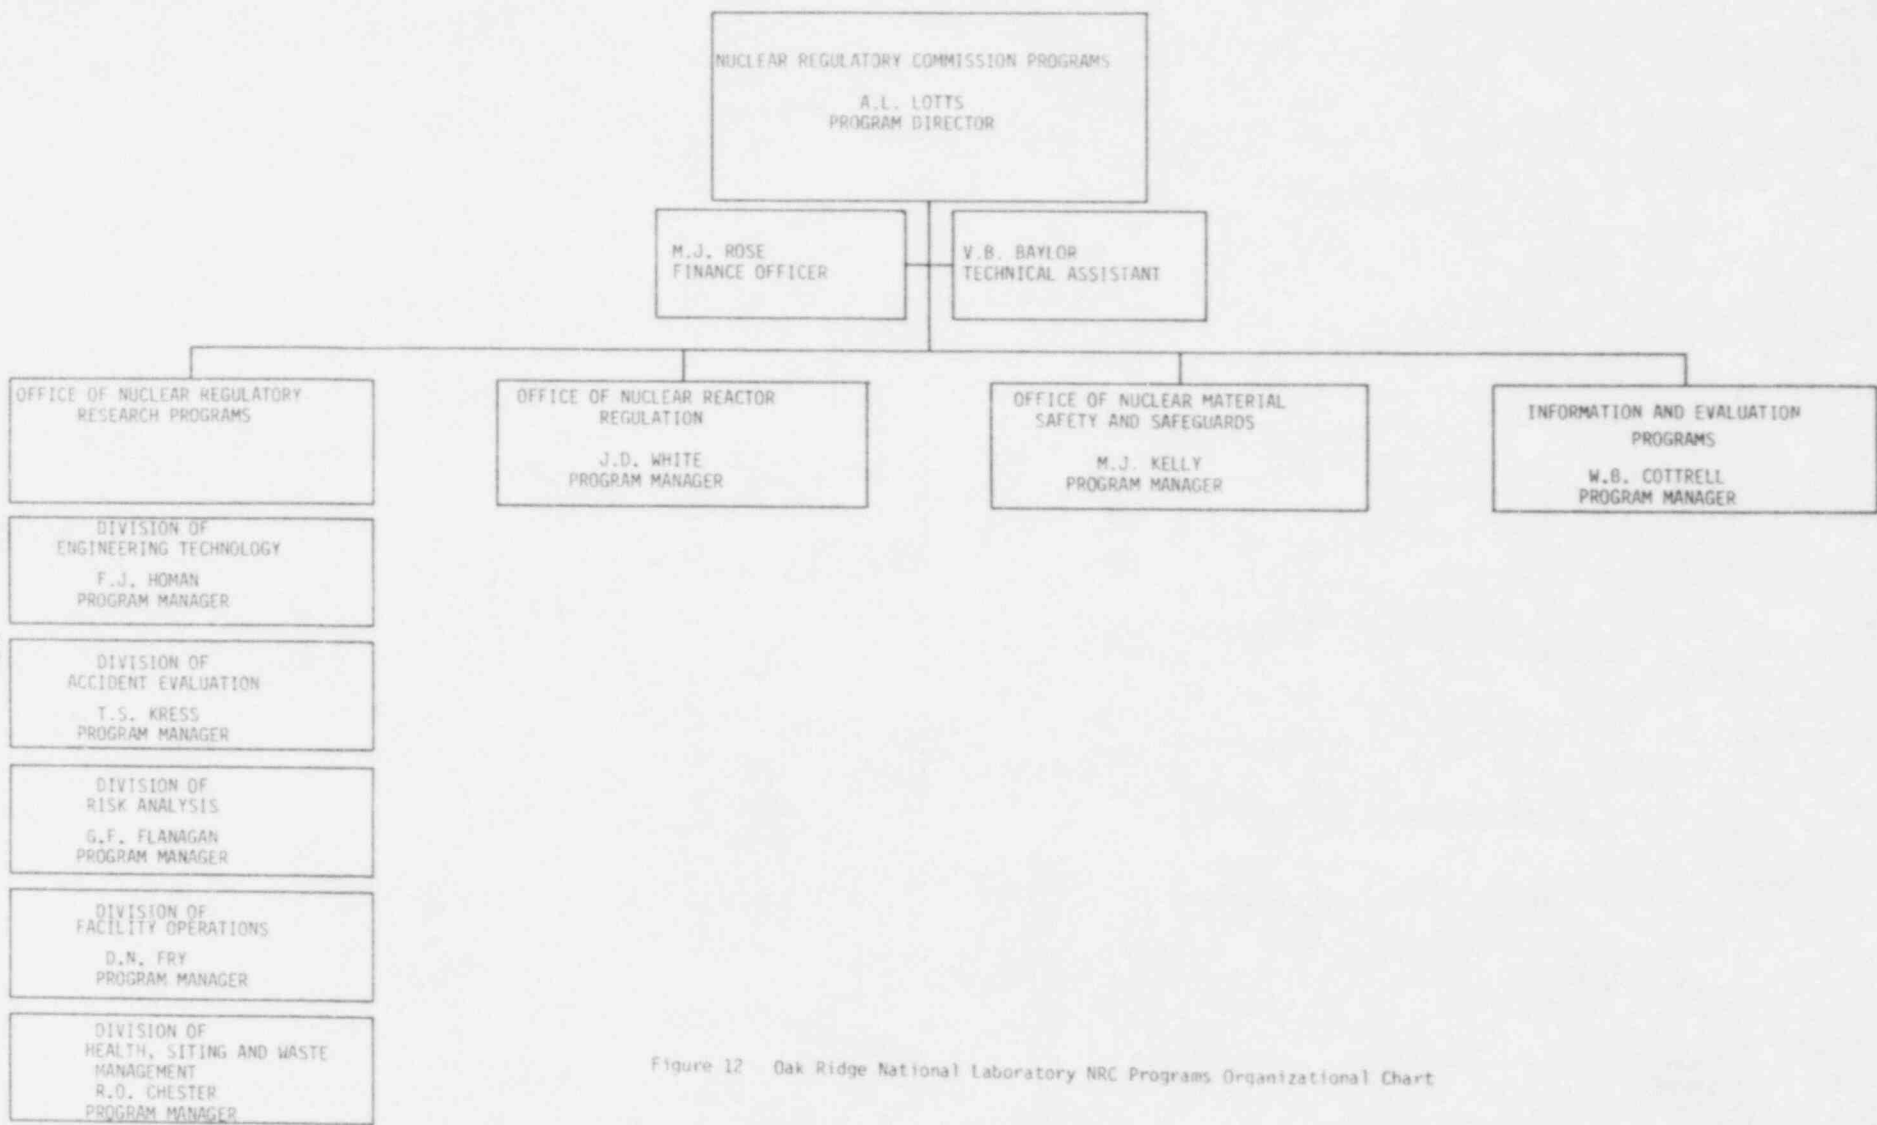 NUCLEAR REGULATORY COMMISSION PROGRAMS
A.L. LOTTS
PROGRAM DIRECTOR
M.J. ROSE
FINANCE OFFICER
V.B. BAYLOR
TECHNICAL ASSISTANT
OFFICE OF NUCLEAR REGULATORY
RESEARCH PROGRAMS
OFFICE OF NUCLEAR REACTOR
REGULATION
J.D. WHITE
PROGRAM MANAGER
OFFICE OF NUCLEAR MATERIAL
SAFETY AND SAFEGUARDS
M.J. KELLY
PROGRAM MANAGER
INFORMATION AND EVALUATION
PROGRAMS
W.B. COTTRELL
PROGRAM MANAGER
DIVISION OF
ENGINEERING TECHNOLOGY
F.J. HOMAN
PROGRAM MANAGER
DIVISION OF
ACCIDENT EVALUATION
T.S. KRESS
PROGRAM MANAGER
DIVISION OF
RISK ANALYSIS
G.F. FLANAGAN
PROGRAM MANAGER
DIVISION OF
FACILITY OPERATIONS
D.N. FRY
PROGRAM MANAGER
DIVISION OF
HEALTH, SITING AND WASTE
MANAGEMENT
R.O. CHESTER
PROGRAM MANAGER
Figure 12 Oak Ridge National Laboratory NRC Programs Organizational Chart